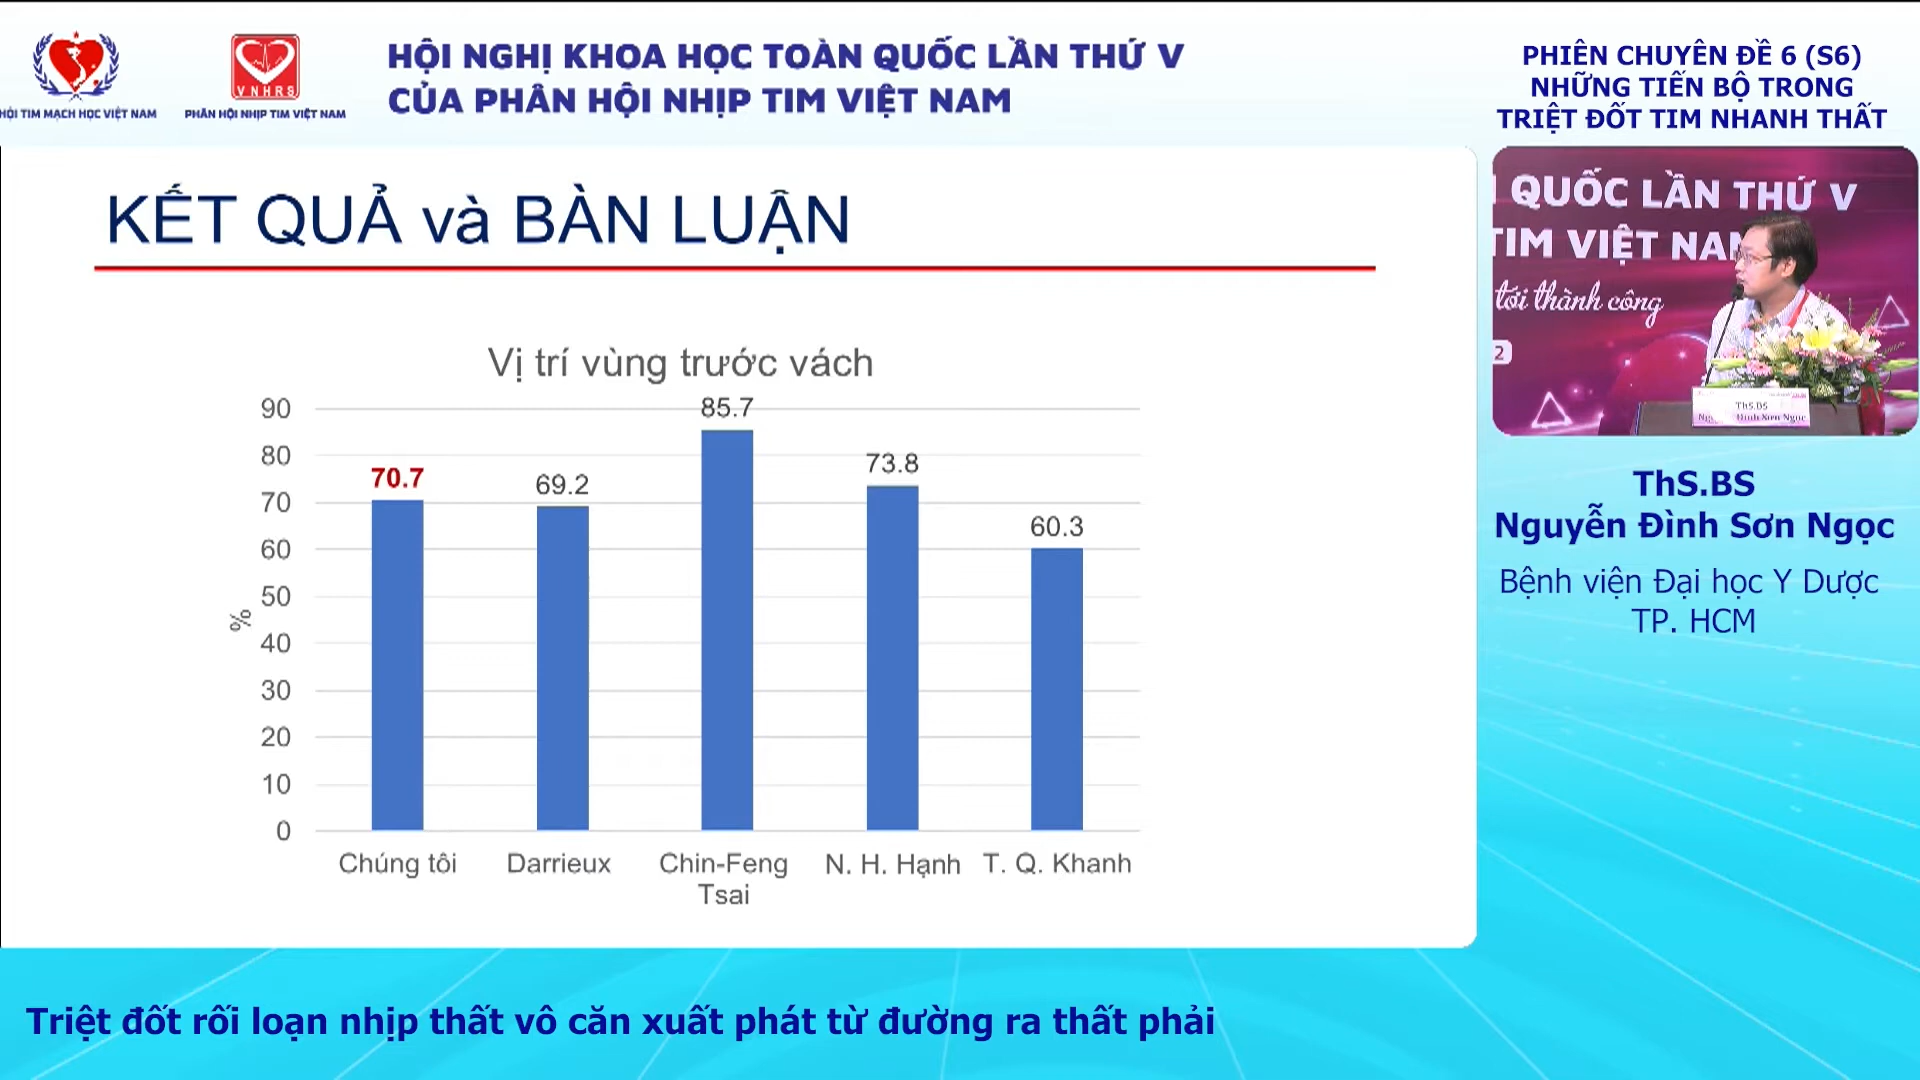 HỘI TIM MẠCH HỌC VIỆT NAM
VNHRS
PHÂN HỘI NHỊP TIM VIỆT NAM
HỘI NGHỊ KHOA HỌC TOÀN QUỐC LẦN THỨ V
CỦA PHÂN HỘI NHỊP TIM VIỆT NAM
PHIÊN CHUYÊN ĐỀ 6 (S6)
NHỮNG TIẾN BỘ TRONG
TRIỆT ĐỐT TIM NHANH THẤT
KẾT QUẢ và BÀN LUẬN
Vị trí vùng trước vách
90
80
70
60
50
40
30
20
10
0
%
70.7
69.2
85.7
73.8
60.3
Chúng tôi
Darrieux
Chin-Feng
Tsai
N. H. Hạnh
T. Q. Khanh
QUỐC LẦN THỨ V
TIM VIỆT NAM
tới thành công
2
ThS.BS
Đình Sơn Ngọc
ThS.BS
Nguyễn Đình Sơn Ngọc
Bệnh viện Đại học Y Dược
TP. HCM
Triệt đốt rối loạn nhịp thất vô căn xuất phát từ đường ra thất phải